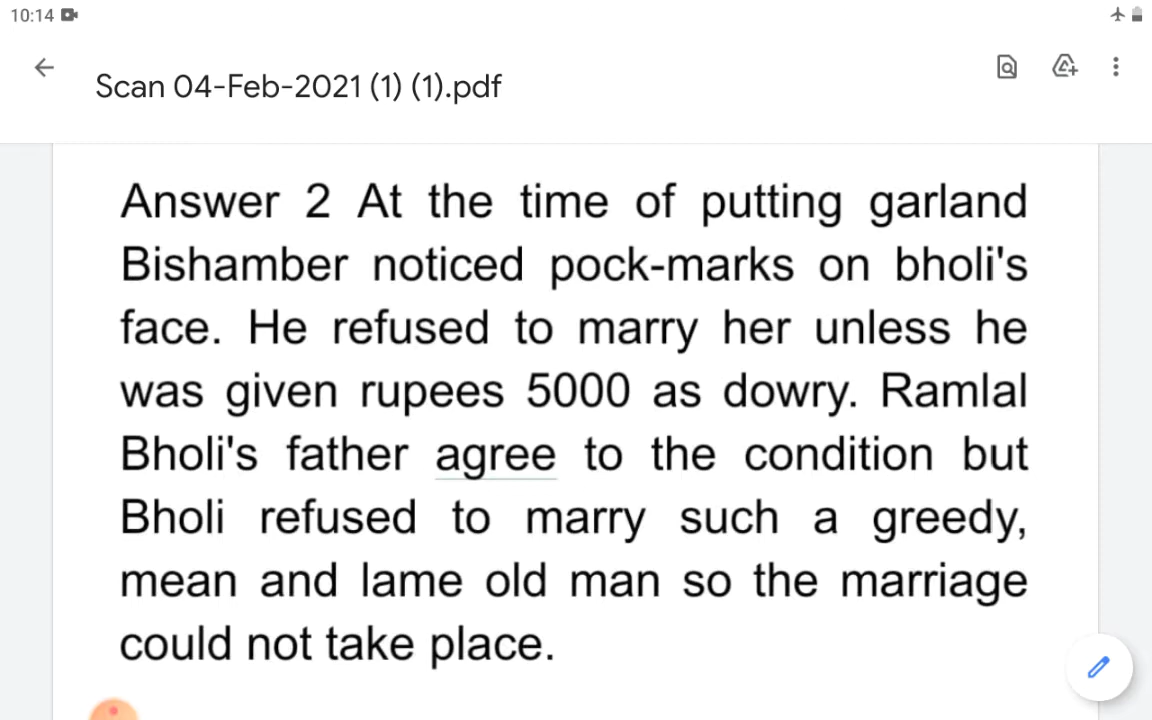 10:14
Scan 04-Feb-2021 (1) (1).pdf
Answer 2 At the time of putting garland
Bishamber noticed pock-marks on bholi's
face. He refused to marry her unless he
was given rupees 5000 as dowry. Ramlal
Bholi's father agree to the condition but
Bholi refused to marry such a greedy,
mean and lame old man so the marriage
could not take place.